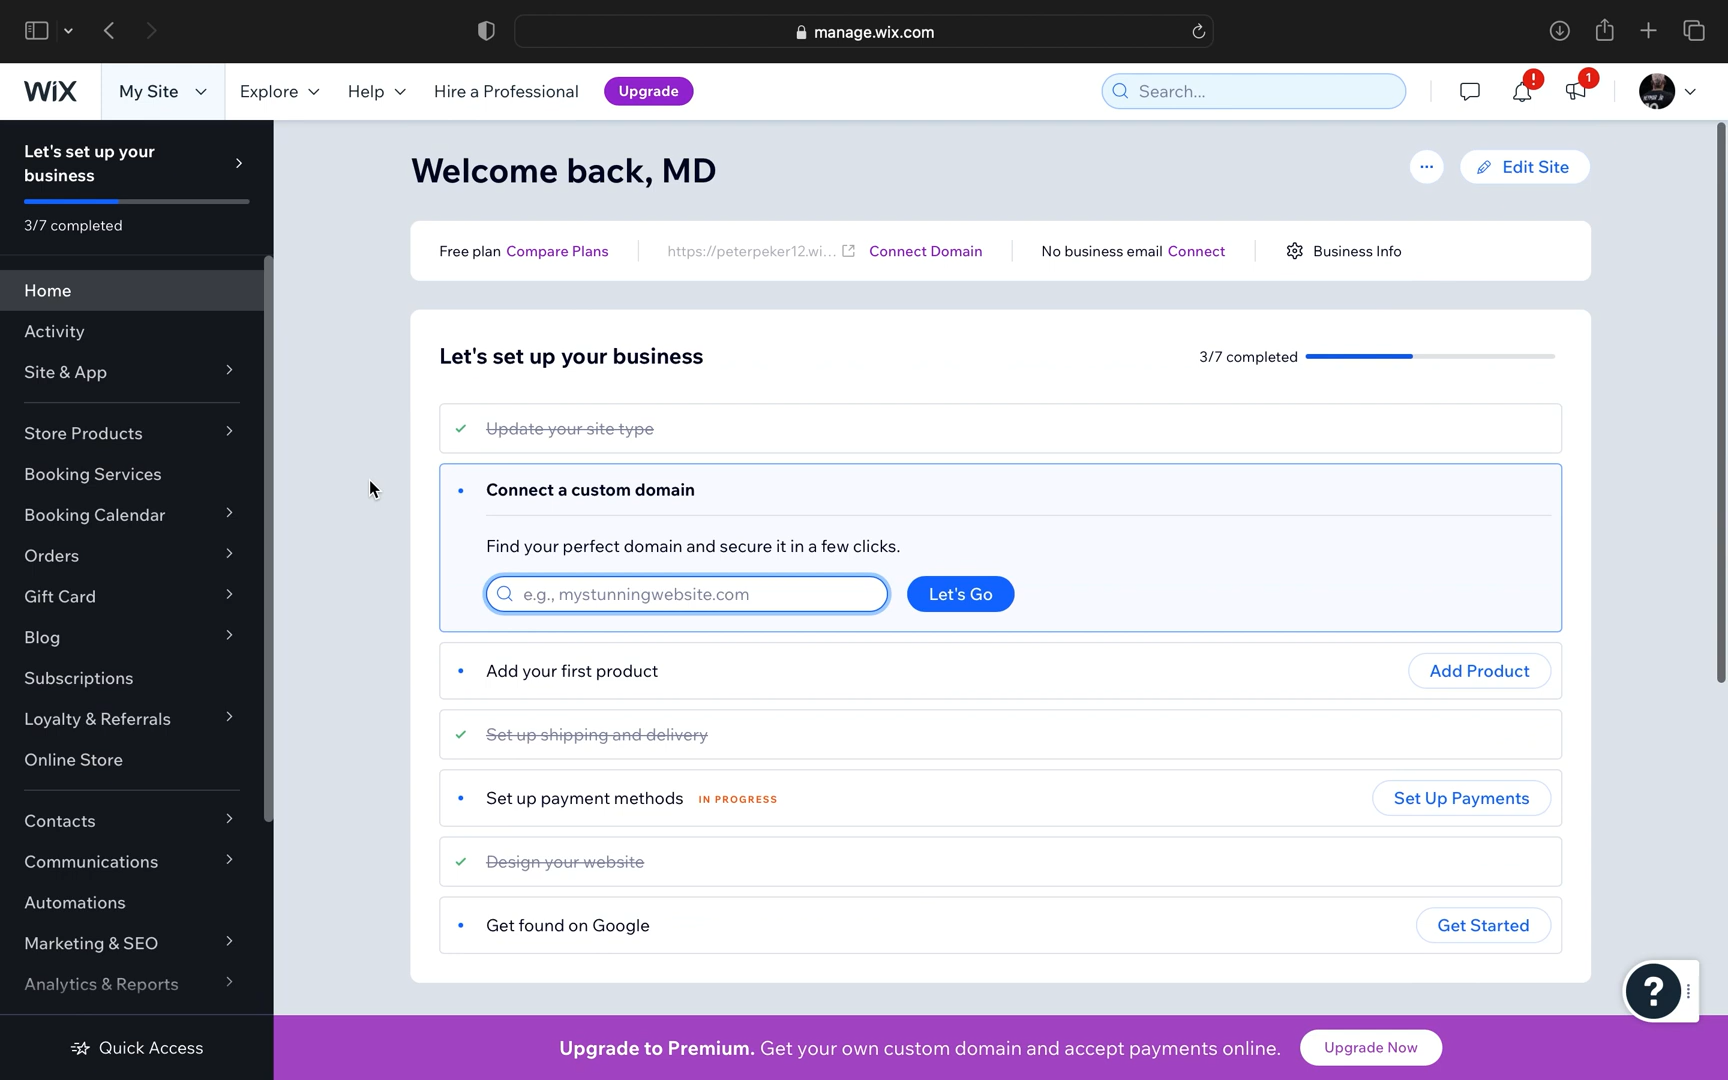 manage.wix.com
WiX
My Site
Explore
Help
Hire a Professional
Upgrade
Search...
!
1
Let's set up your
business
3/7 completed
Home
Activity
Site & App
Store Products
Booking Services
Booking Calendar
Orders
Gift Card
Blog
Subscriptions
Loyalty & Referrals
Online Store
Contacts
Communications
Automations
Marketing & SEO
Analytics & Reports
Quick Access
Welcome back, MD
Edit Site
Free plan Compare Plans
https://peterpeker12.wi... Connect Domain
No business email Connect
Business Info
Let's set up your business
3/7 completed
Update your site type
Connect a custom domain
Find your perfect domain and secure it in a few clicks.
e.g., mystunningwebsite.com
Let's Go
Add your first product
Add Product
Set up shipping and delivery
Set up payment methods IN PROGRESS
Set Up Payments
Design your website
Get found on Google
Get Started
?
Upgrade to Premium. Get your own custom domain and accept payments online.
Upgrade Now